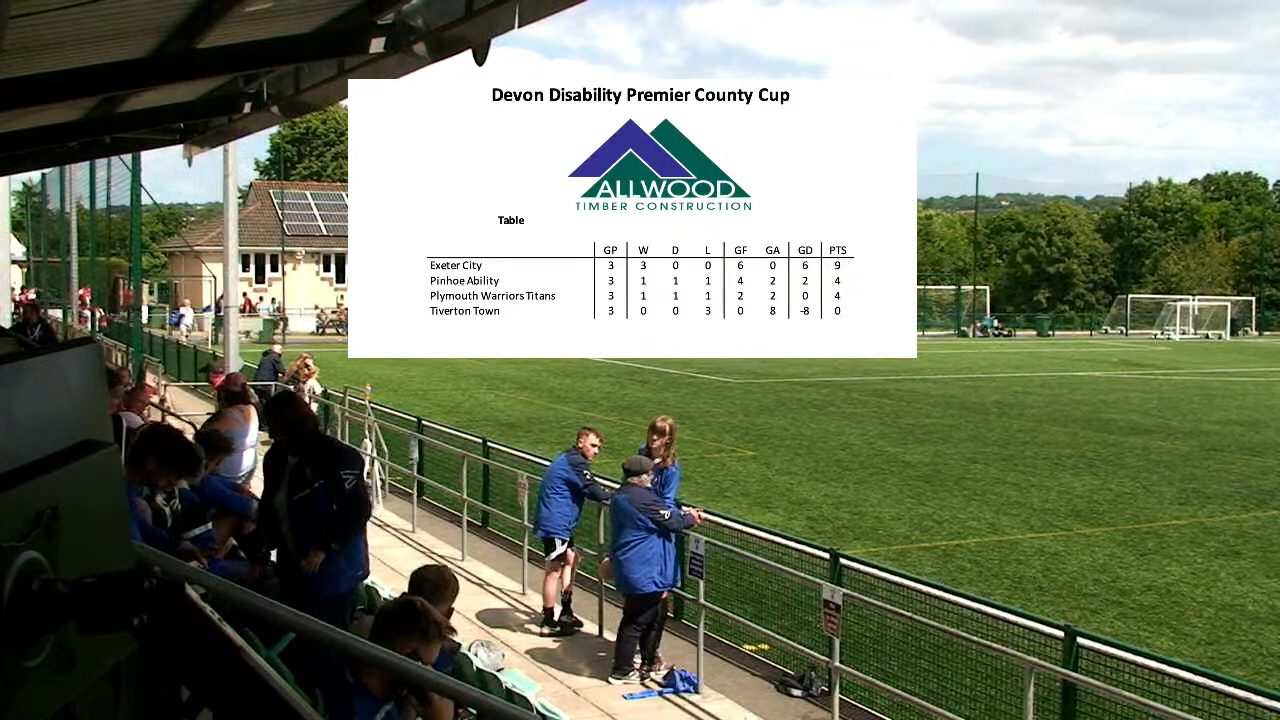 Devon Disability Premier County Cup
ALLWOOD
TIMBER CONSTRUCTION
Table
GP W D L GF GA GD PTS
Exeter City 3 3 0 0 6 0 6 9
Pinhoe Ability 3 1 1 1 4 2 2 4
Plymouth Warriors Titans 3 1 1 1 2 2 0 4
Tiverton Town 3 0 0 3 0 8 -8 0